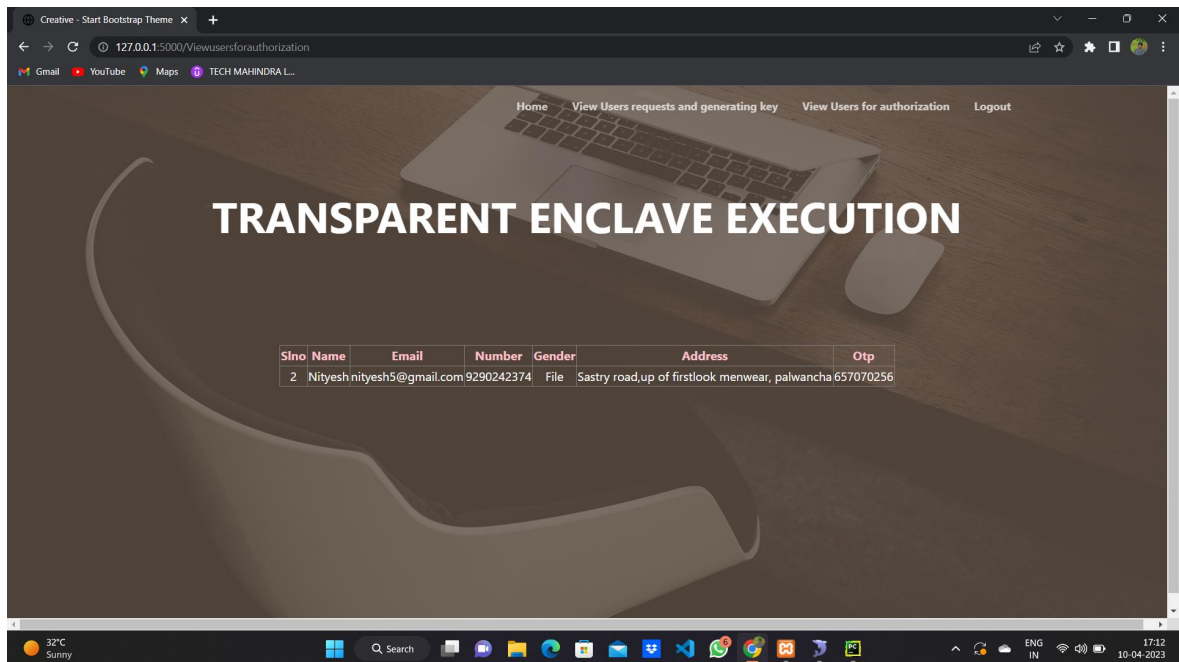 Creative - Start Bootstrap Theme
127.0.0.1:5000/Viewusersforauthorization
Gmail YouTube Maps TECH MAHINDRA L...
Home View Users requests and generating key View Users for authorization Logout
TRANSPARENT ENCLAVE EXECUTION
Slno Name Email Number Gender Address Otp
2 Nityesh nityesh5@gmail.com 9290242374 File Sastry road,up of firstlook menwear, palwancha 657070256
32°C
Sunny
Search
ENG
IN
17:12
10-04-2023